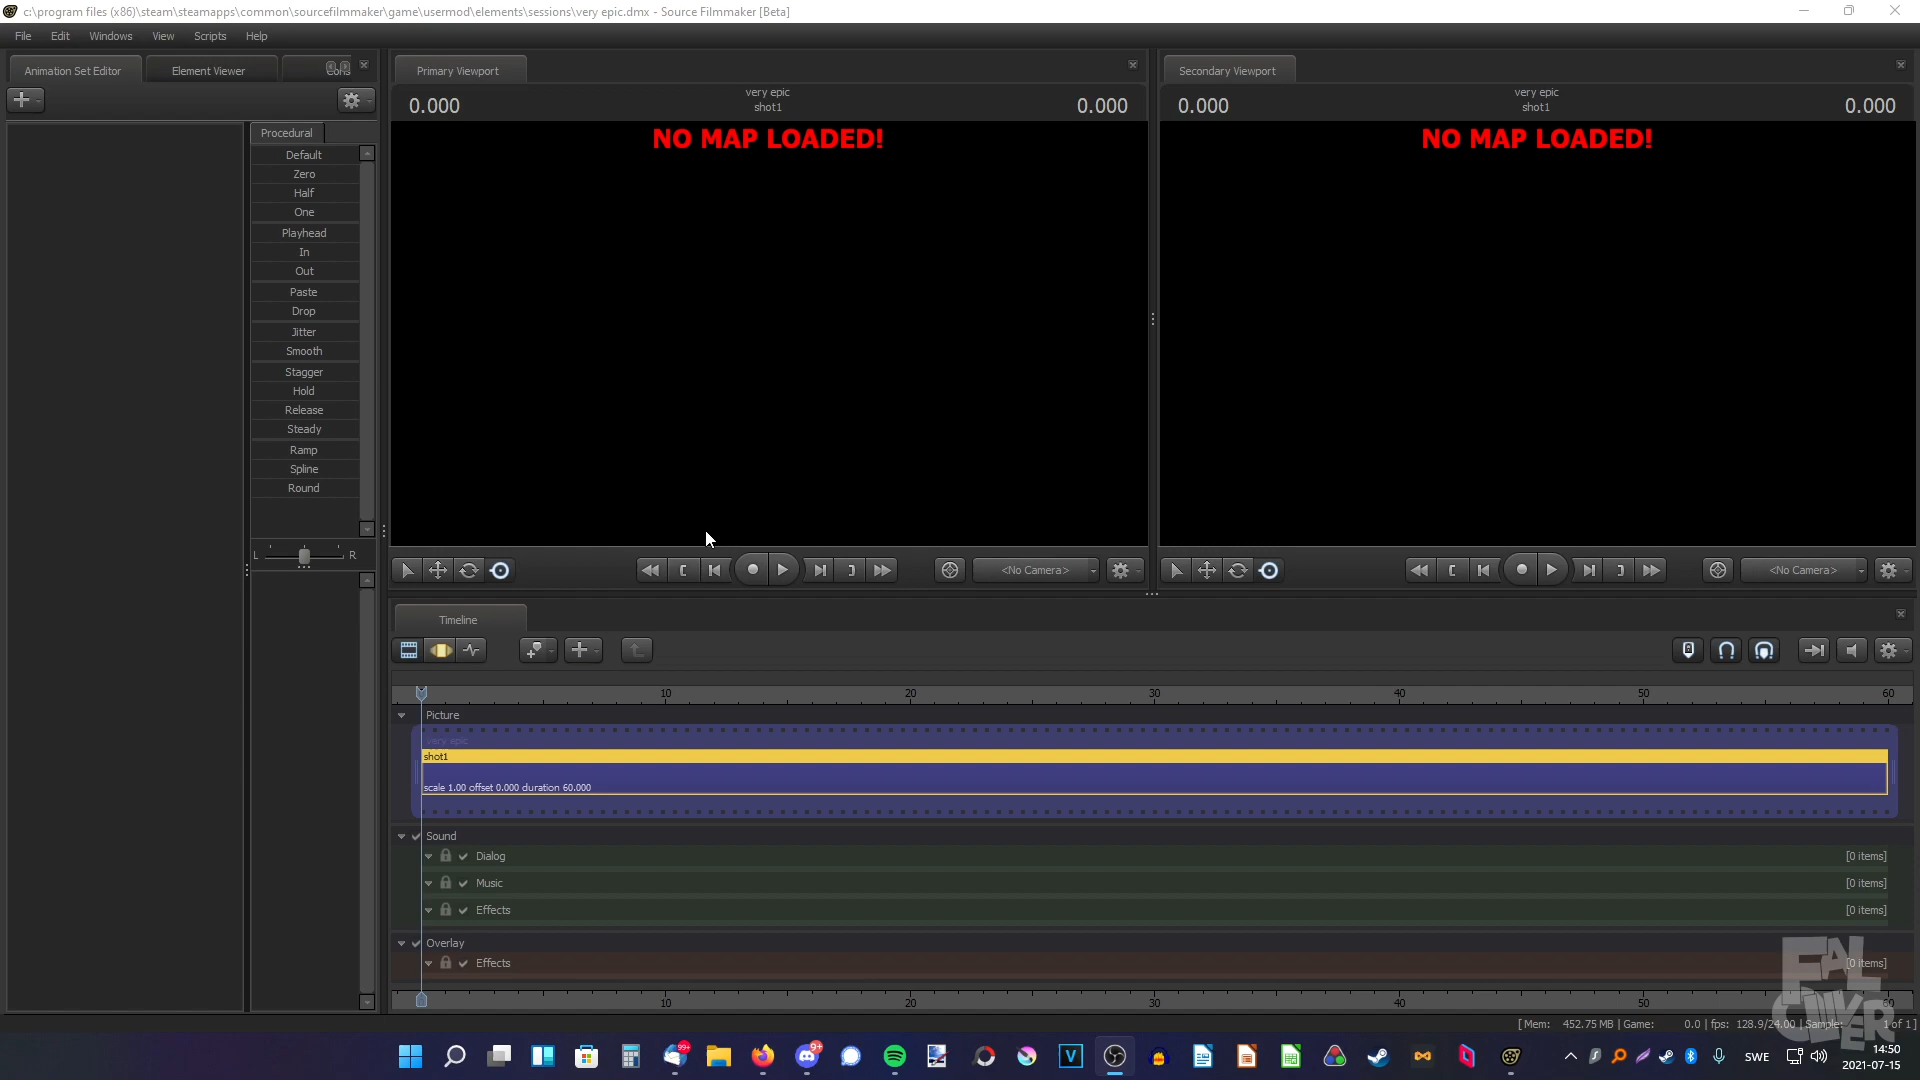 c:\program files (x86)\steam\steamapps\common\sourcefilmmaker\game\usermod\elements\sessions\very epic.dmx - Source Filmmaker [Beta]
File Edit Windows View Scripts Help
Animation Set Editor
Element Viewer
Cons
Procedural
Default
Zero
Half
One
Playhead
In
Out
Paste
Drop
Jitter
Smooth
Stagger
Hold
Release
Steady
Ramp
Spline
Round
L R
Primary Viewport
0.000
very epic
shot1
0.000
NO MAP LOADED!
<No Camera>
Secondary Viewport
0.000
very epic
shot1
0.000
NO MAP LOADED!
<No Camera>
Timeline
10 20 30 40 50 60
Picture
very epic
shot1
scale 1.00 offset 0.000 duration 60.000
Sound
Dialog [0 items]
Music [0 items]
Effects [0 items]
Overlay
Effects [0 items]
10 20 30 40 50 60
[ Mem: 452.75 MB | Game: 0.0 | fps: 128.9/24.00 | Sample: 1 of 1 ]
99+
9+
V
SWE
14:50
2021-07-15